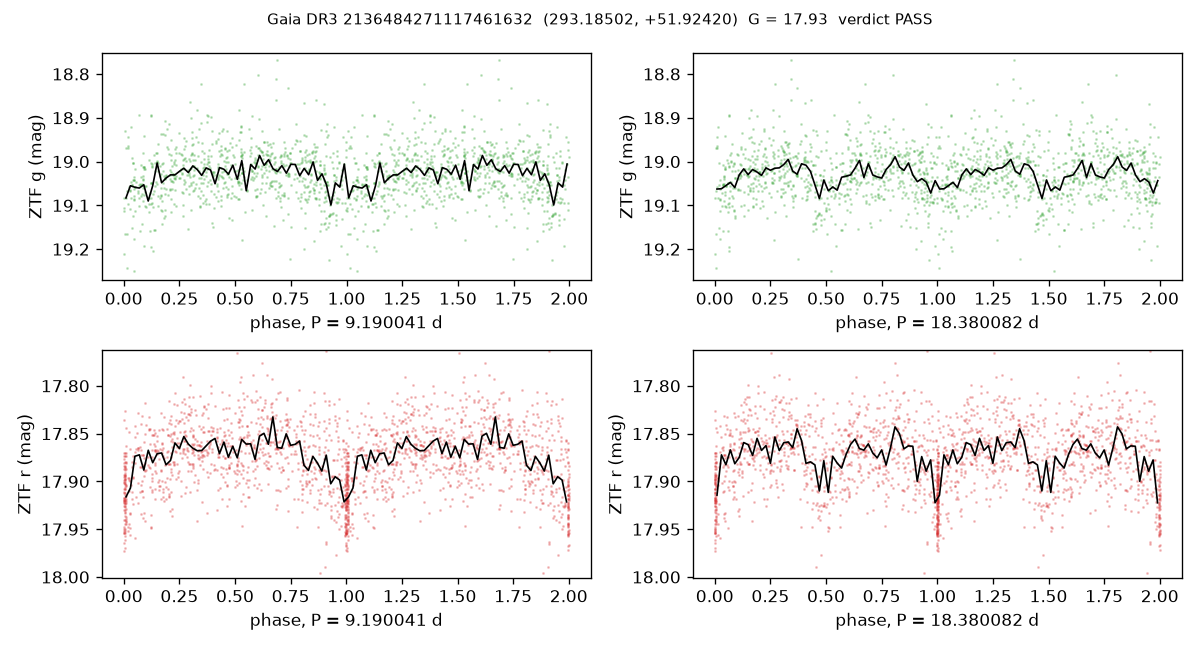 Gaia DR3 2136484271117461632 (293.18502, +51.92420) G = 17.93 verdict PASS
ZTF g (mag)
18.8
18.9
19.0
19.1
19.2
0.00 0.25 0.50 0.75 1.00 1.25 1.50 1.75 2.00
phase, P = 9.190041 d
ZTF g (mag)
18.8
18.9
19.0
19.1
19.2
0.00 0.25 0.50 0.75 1.00 1.25 1.50 1.75 2.00
phase, P = 18.380082 d
ZTF r (mag)
17.80
17.85
17.90
17.95
18.00
0.00 0.25 0.50 0.75 1.00 1.25 1.50 1.75 2.00
phase, P = 9.190041 d
ZTF r (mag)
17.80
17.85
17.90
17.95
18.00
0.00 0.25 0.50 0.75 1.00 1.25 1.50 1.75 2.00
phase, P = 18.380082 d